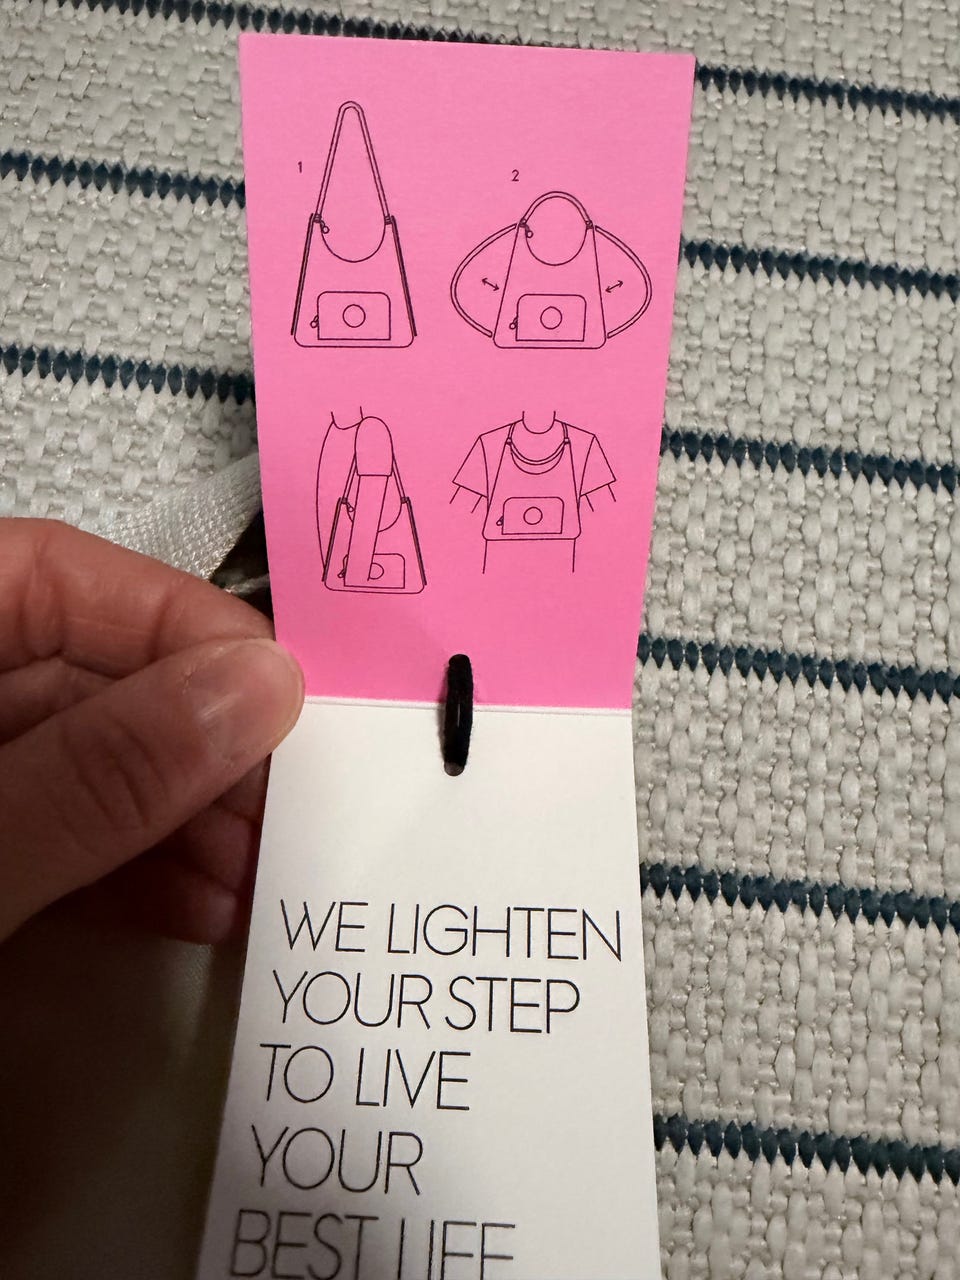 1
2
WE LIGHTEN
YOUR STEP
TO LIVE
YOUR
BEST LIFE